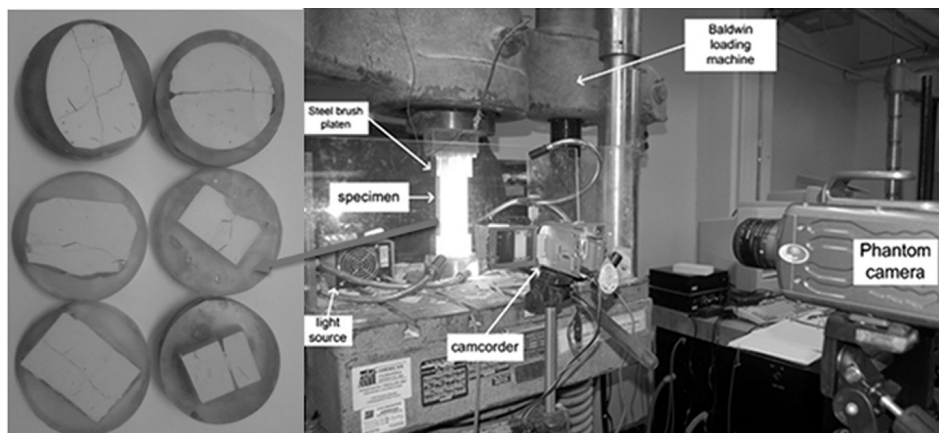 Baldwin
loading
machine
Steel brush
platen
specimen
Phantom
camera
light
source
camcorder